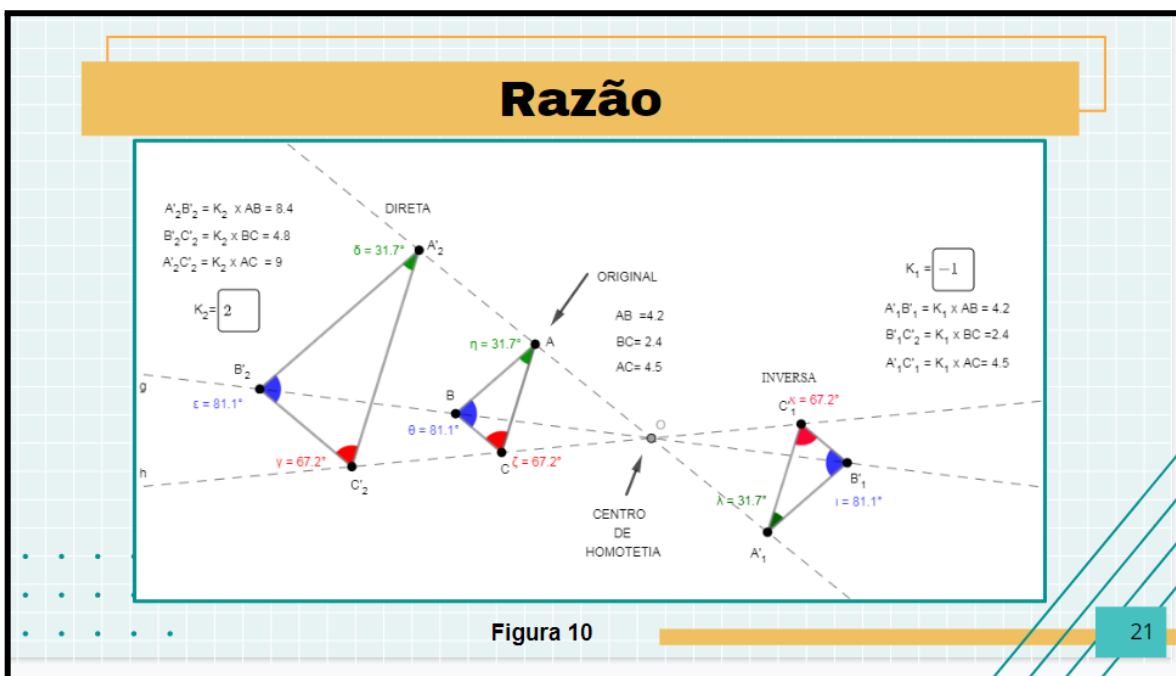 Razão
A'₂B'₂ = K₂ x AB = 8.4
B'₂C'₂ = K₂ x BC = 4.8
A'₂C'₂ = K₂ x AC = 9
K₂= 2
DIRETA
δ = 31.7°
A'₂
B'₂
ε = 81.1°
γ = 67.2°
C'₂
g
h
ORIGINAL
AB =4.2
BC= 2.4
AC= 4.5
η = 31.7°
A
B
θ = 81.1°
C
ζ = 67.2°
O
CENTRO
DE
HOMOTETIA
K₁ = −1
A'₁B'₁ = K₁ x AB = 4.2
B'₁C'₂ = K₁ x BC =2.4
A'₁C'₁ = K₁ x AC= 4.5
INVERSA
C'₁
κ = 67.2°
B'₁
ι = 81.1°
λ = 31.7°
A'₁
Figura 10
21